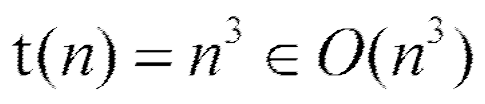 t(n) = n³ ∈ O(n³)